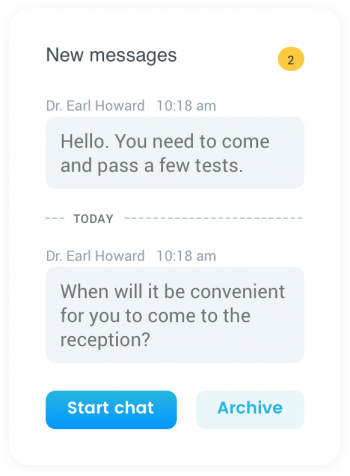 New messages
2
Dr. Earl Howard 10:18 am
Hello. You need to come
and pass a few tests.
TODAY
Dr. Earl Howard 10:18 am
When will it be convenient
for you to come to the
reception?
Start chat
Archive